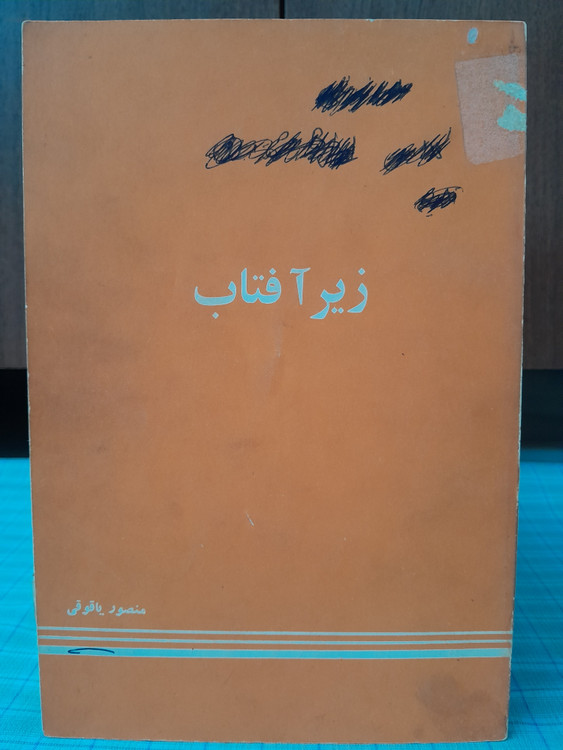 زیر آفتاب
منصور یاقوتی